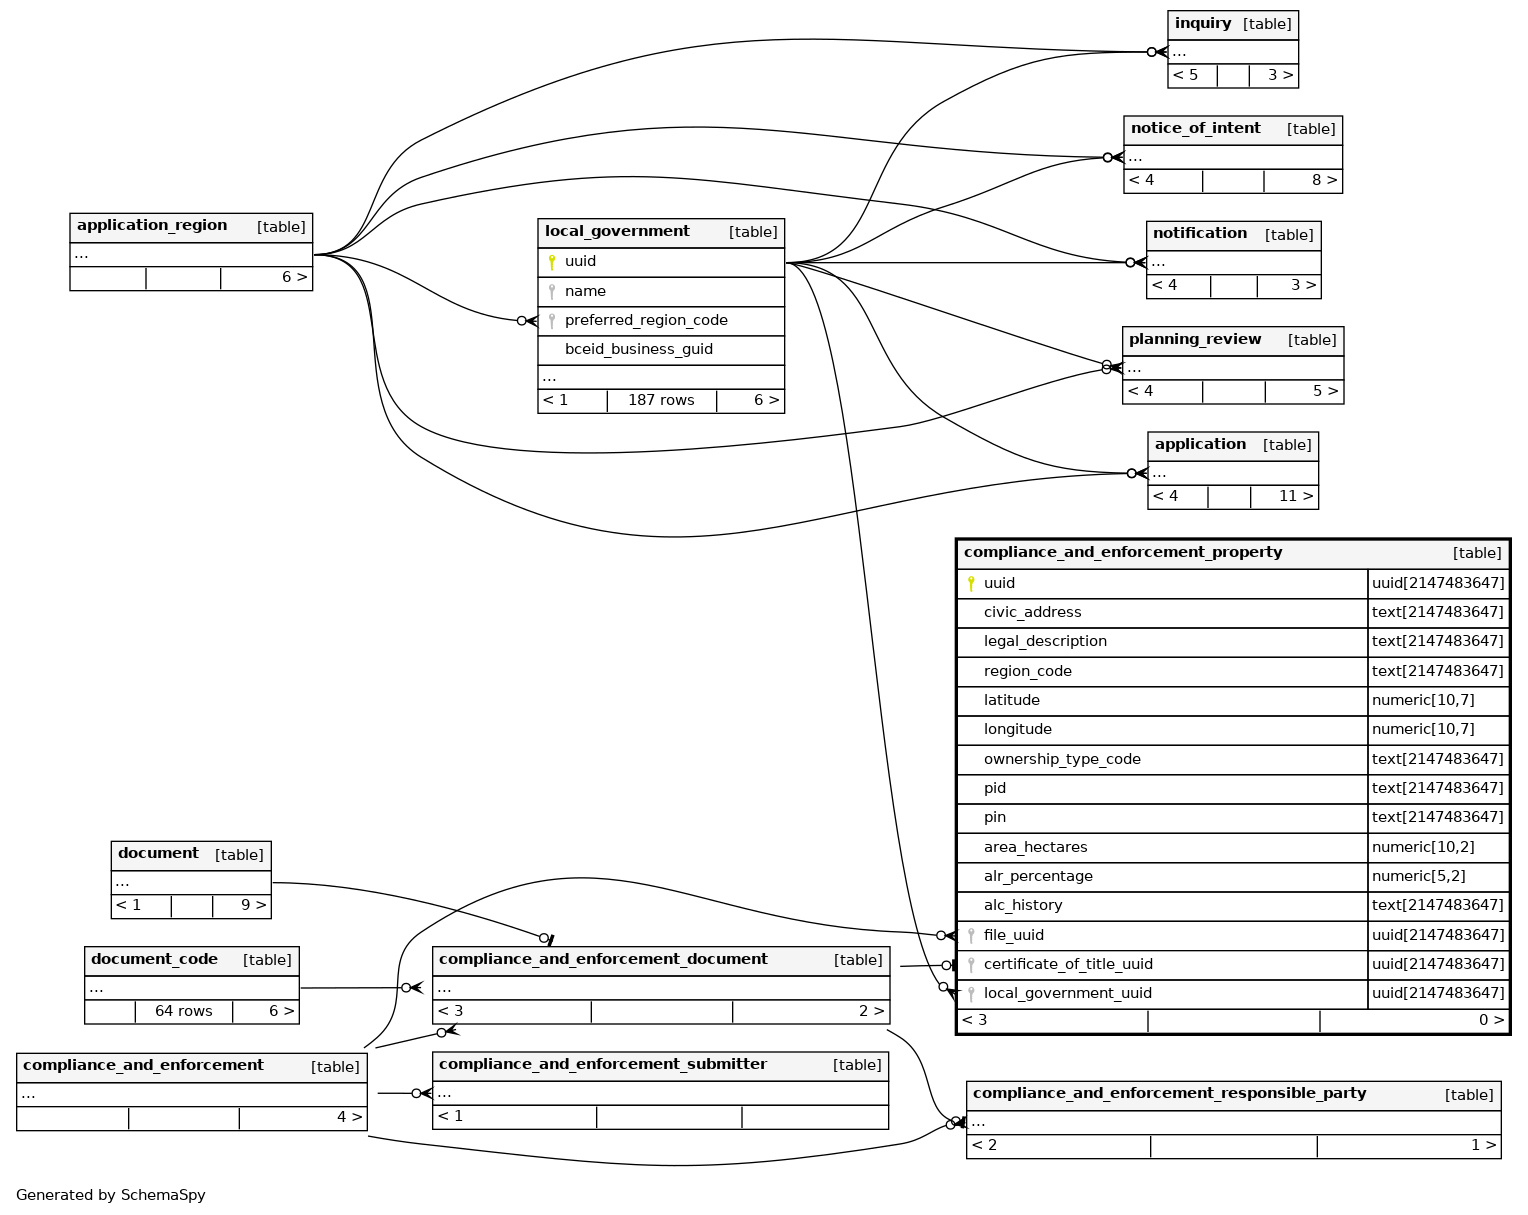 inquiry [table]
...
< 5 3 >
notice_of_intent [table]
...
< 4 8 >
application_region [table]
...
6 >
local_government [table]
uuid
name
preferred_region_code
bceid_business_guid
...
< 1 187 rows 6 >
notification [table]
...
< 4 3 >
planning_review [table]
...
< 4 5 >
application [table]
...
< 4 11 >
compliance_and_enforcement_property [table]
uuid uuid[2147483647]
civic_address text[2147483647]
legal_description text[2147483647]
region_code text[2147483647]
latitude numeric[10,7]
longitude numeric[10,7]
ownership_type_code text[2147483647]
pid text[2147483647]
pin text[2147483647]
area_hectares numeric[10,2]
alr_percentage numeric[5,2]
alc_history text[2147483647]
file_uuid uuid[2147483647]
certificate_of_title_uuid uuid[2147483647]
local_government_uuid uuid[2147483647]
< 3 0 >
document [table]
...
< 1 9 >
document_code [table]
...
64 rows 6 >
compliance_and_enforcement_document [table]
...
< 3 2 >
compliance_and_enforcement [table]
...
4 >
compliance_and_enforcement_submitter [table]
...
< 1
compliance_and_enforcement_responsible_party [table]
...
< 2 1 >
Generated by SchemaSpy